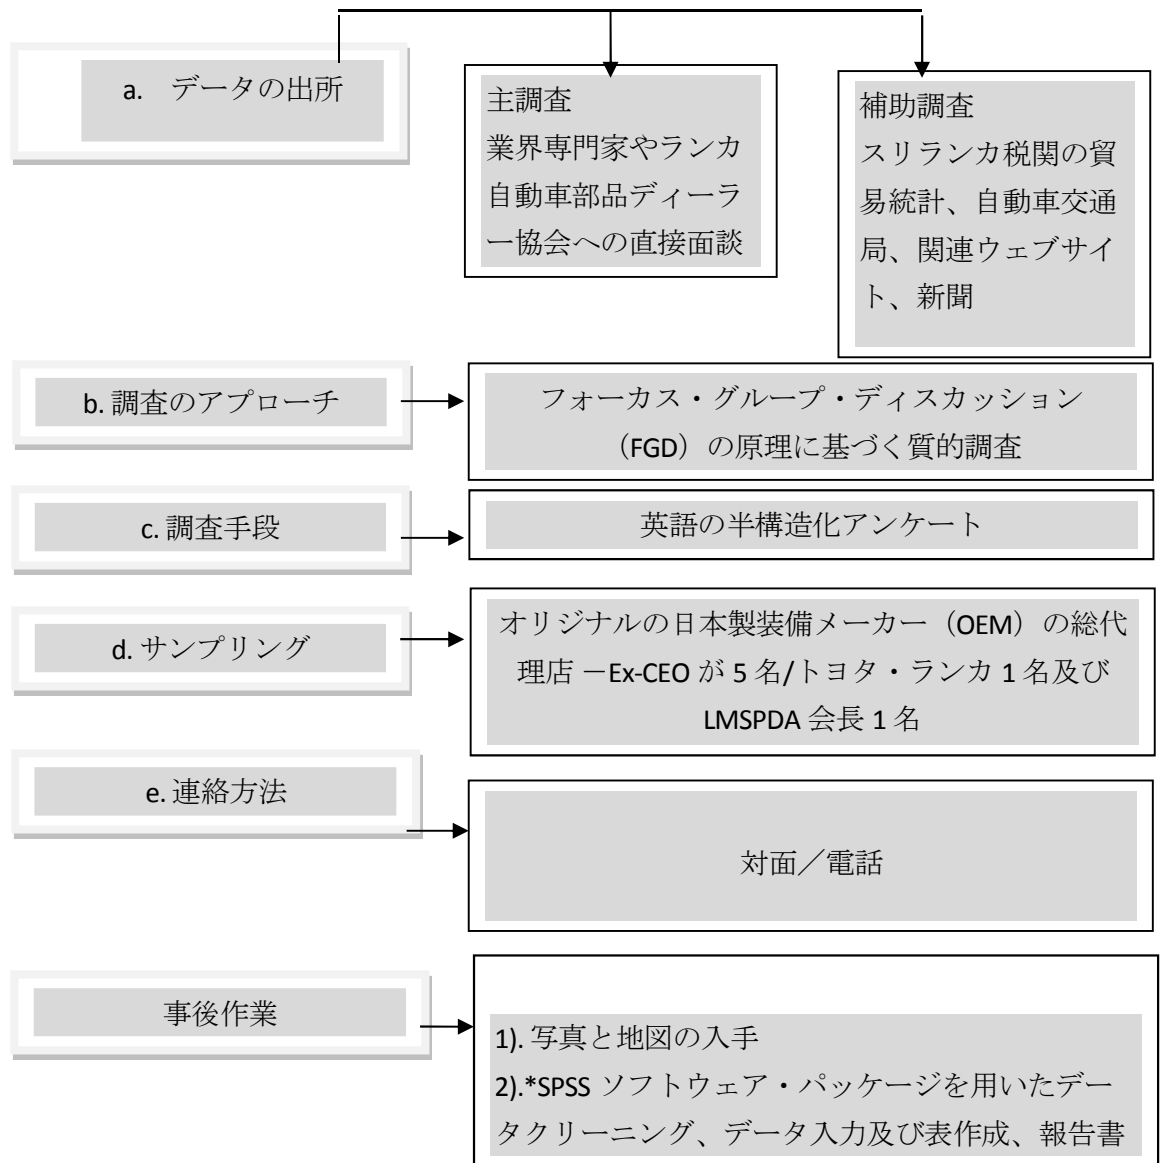 a. データの出所
主調査
業界専門家やランカ
自動車部品ディーラ
ー協会への直接面談
補助調査
スリランカ税関の貿
易統計、自動車交通
局、関連ウェブサイ
ト、新聞
b. 調査のアプローチ
フォーカス・グループ・ディスカッション
（FGD）の原理に基づく質的調査
c. 調査手段
英語の半構造化アンケート
d. サンプリング
オリジナルの日本製装備メーカー（OEM）の総代
理店 －Ex-CEO が 5 名/トヨタ・ランカ 1 名及び
LMSPDA 会長 1 名
e. 連絡方法
対面／電話
事後作業
1). 写真と地図の入手
2).*SPSS ソフトウェア・パッケージを用いたデー
タクリーニング、データ入力及び表作成、報告書